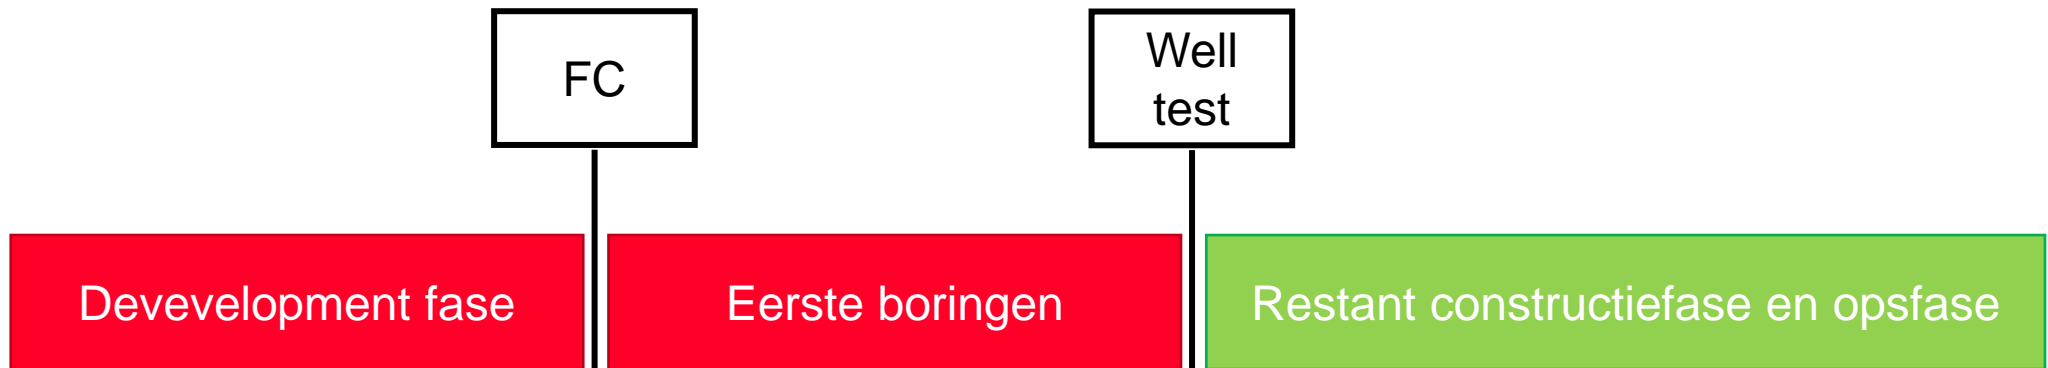 FC
Well
test
Devevelopment fase
Eerste boringen
Restant constructiefase en opsfase